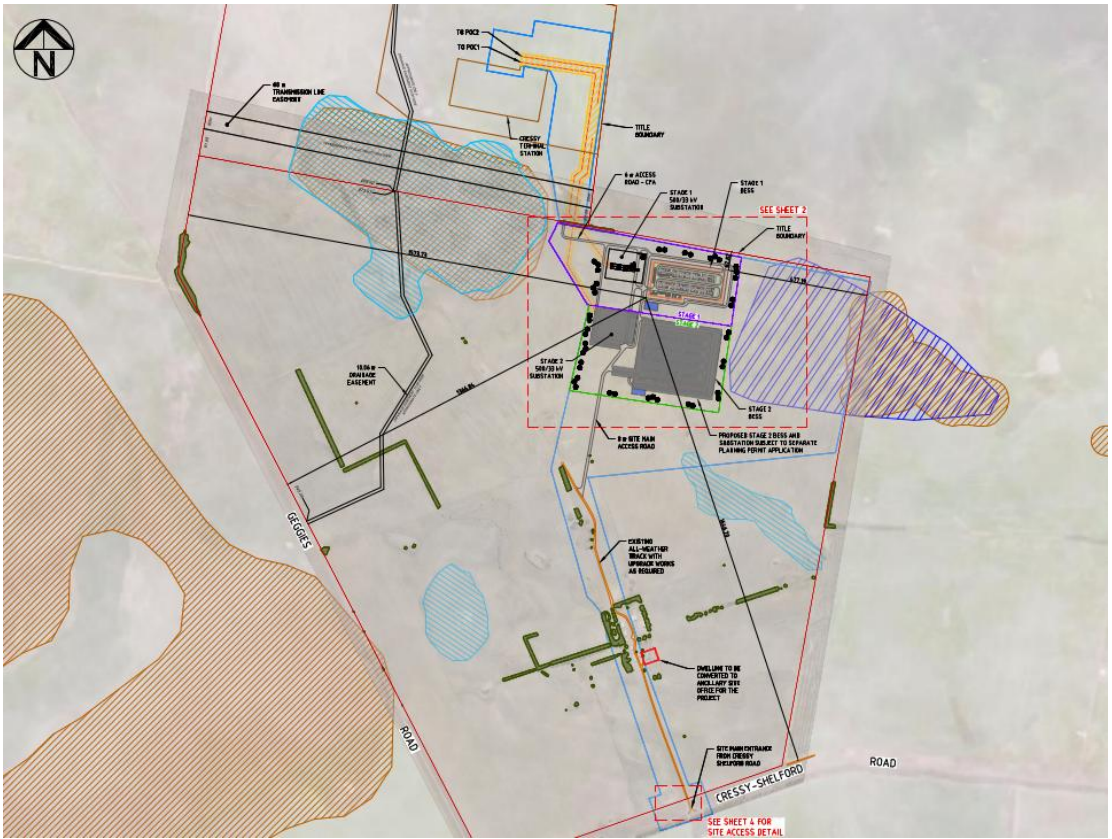 N
TO POC2
TO POC1
60 m
TRANSMISSION LINE
EASEMENT
CRESSY
TERMINAL
STATION
TITLE
BOUNDARY
6 m ACCESS
ROAD - CFA
STAGE 1
500/33 kV
SUBSTATION
STAGE 1
BESS
SEE SHEET 2
TITLE
BOUNDARY
1573.73
477.16
STAGE 1
STAGE 2
STAGE 2
500/33 kV
SUBSTATION
10.06 m
DRAINAGE
EASEMENT
STAGE 2
BESS
PROPOSED STAGE 2 BESS AND
SUBSTATION SUBJECT TO SEPARATE
PLANNING PERMIT APPLICATION
8 m SITE MAIN
ACCESS ROAD
GEGGIES
ROAD
EXISTING
ALL-WEATHER
TRACK WITH
UPGRADE WORKS
AS REQUIRED
DWELLING TO BE
CONVERTED TO
ANCILLARY SITE
OFFICE FOR THE
PROJECT
SITE MAIN ENTRANCE
FROM CRESSY
SHELFORD ROAD
CRESSY-SHELFORD
ROAD
SEE SHEET 4 FOR
SITE ACCESS DETAIL